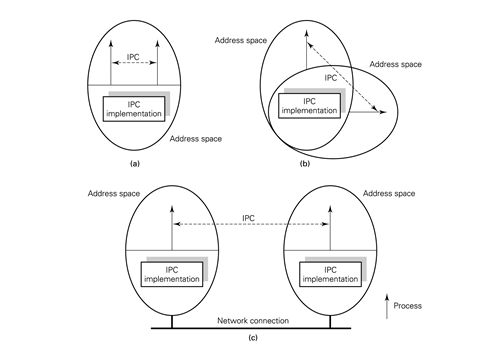 IPC
IPC
implementation
Address space
(a)
Address space
Address space
IPC
IPC
implementation
(b)
Address space
Address space
IPC
IPC
implementation
IPC
implementation
Process
Network connection
(c)